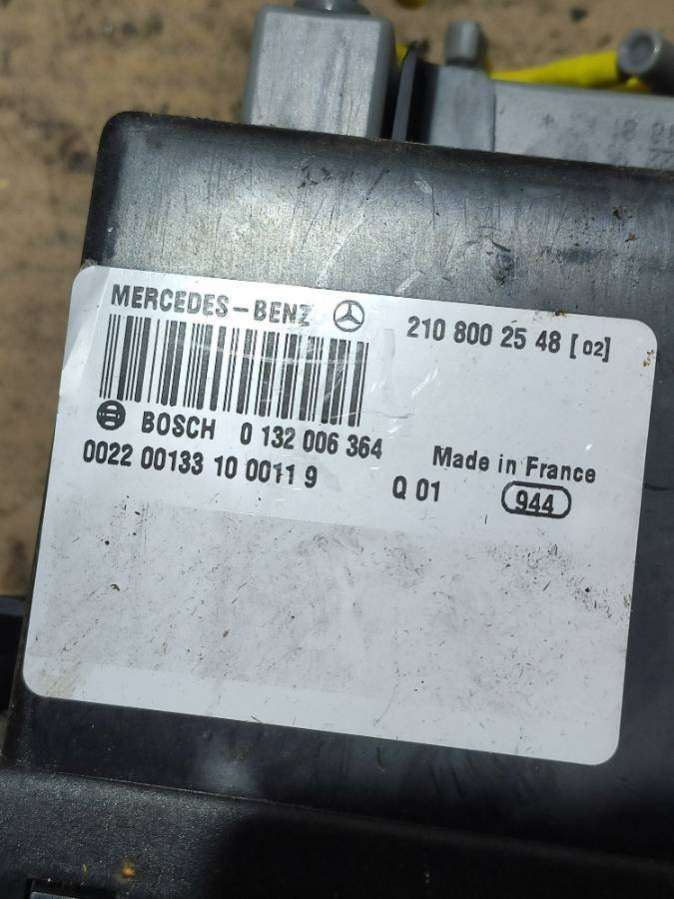 MERCEDES-BENZ 210 800 25 48 [02]
BOSCH 0 132 006 364 Made in France
0022 00133 10 0011 9 Q 01 944